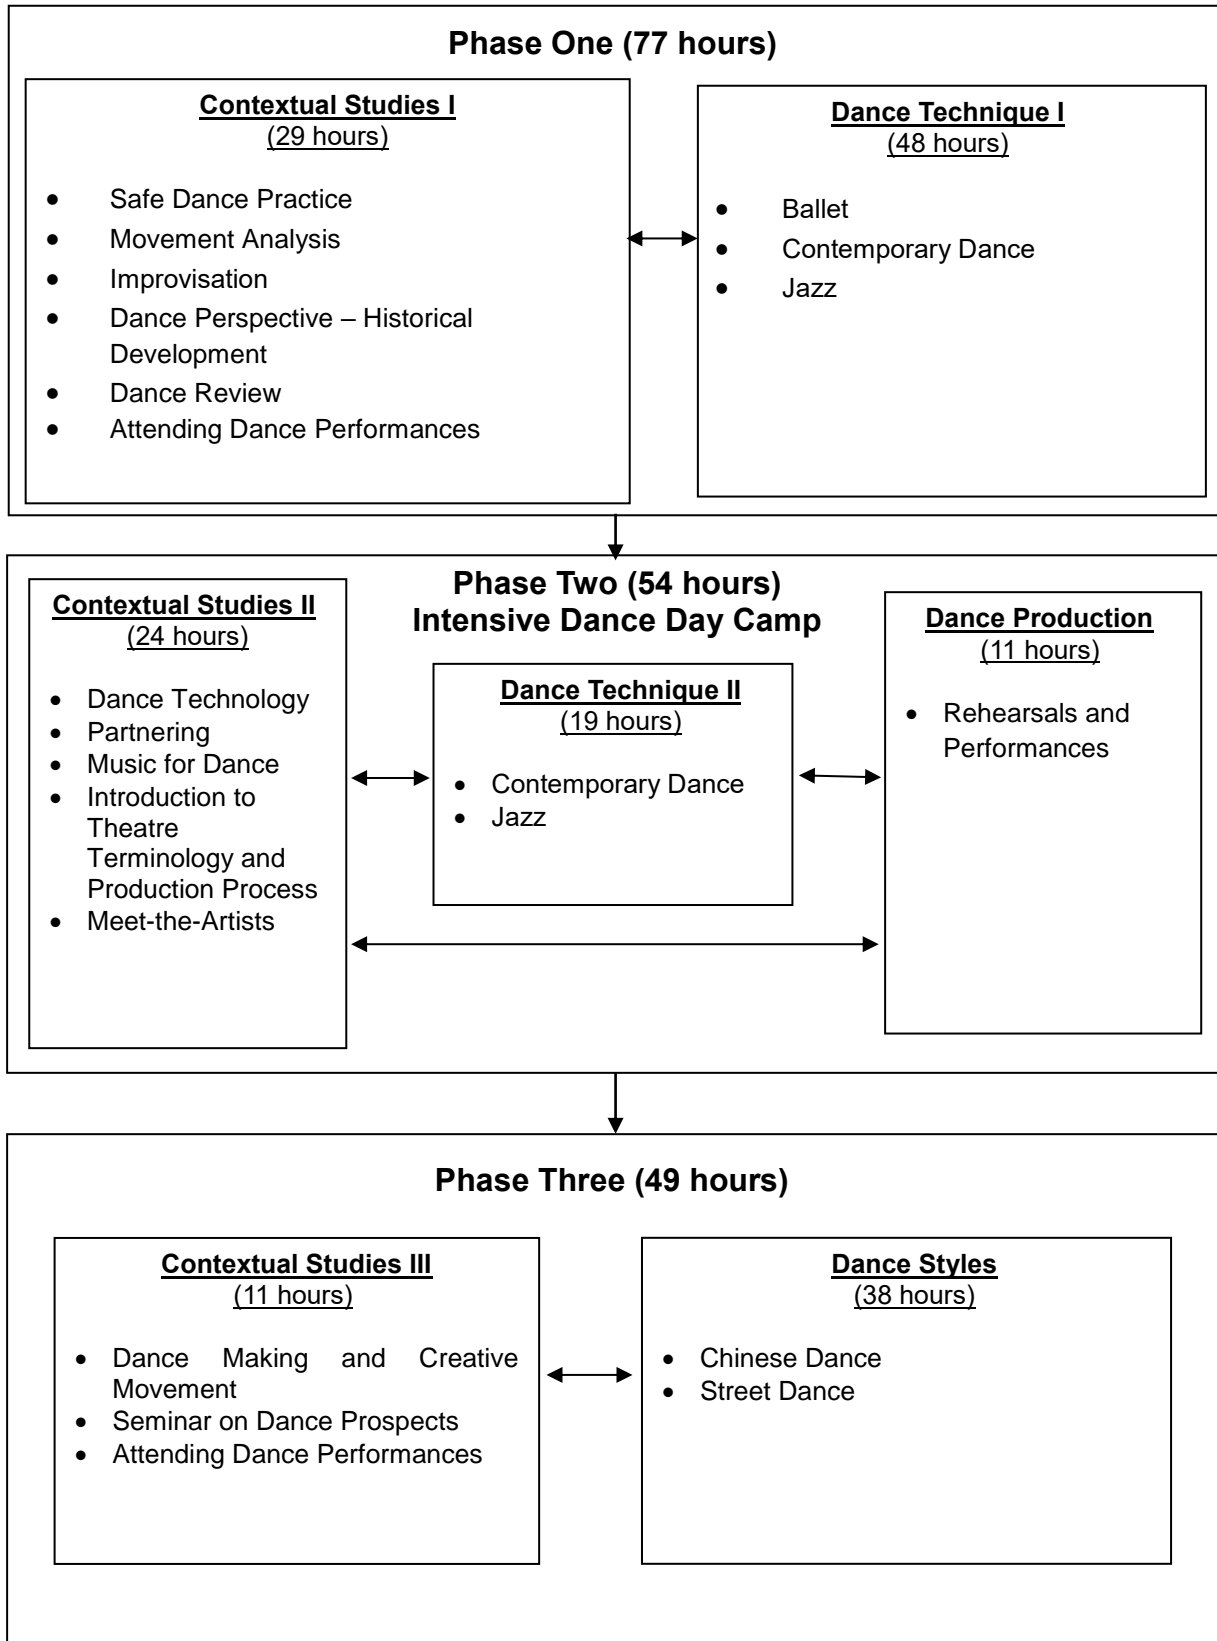 Phase One (77 hours)
Contextual Studies I
(29 hours)
• Safe Dance Practice
• Movement Analysis
• Improvisation
• Dance Perspective – Historical
Development
• Dance Review
• Attending Dance Performances
Dance Technique I
(48 hours)
• Ballet
• Contemporary Dance
• Jazz
Phase Two (54 hours)
Intensive Dance Day Camp
Contextual Studies II
(24 hours)
• Dance Technology
• Partnering
• Music for Dance
• Introduction to
Theatre
Terminology and
Production Process
• Meet-the-Artists
Dance Technique II
(19 hours)
• Contemporary Dance
• Jazz
Dance Production
(11 hours)
• Rehearsals and
Performances
Phase Three (49 hours)
Contextual Studies III
(11 hours)
• Dance Making and Creative
Movement
• Seminar on Dance Prospects
• Attending Dance Performances
Dance Styles
(38 hours)
• Chinese Dance
• Street Dance